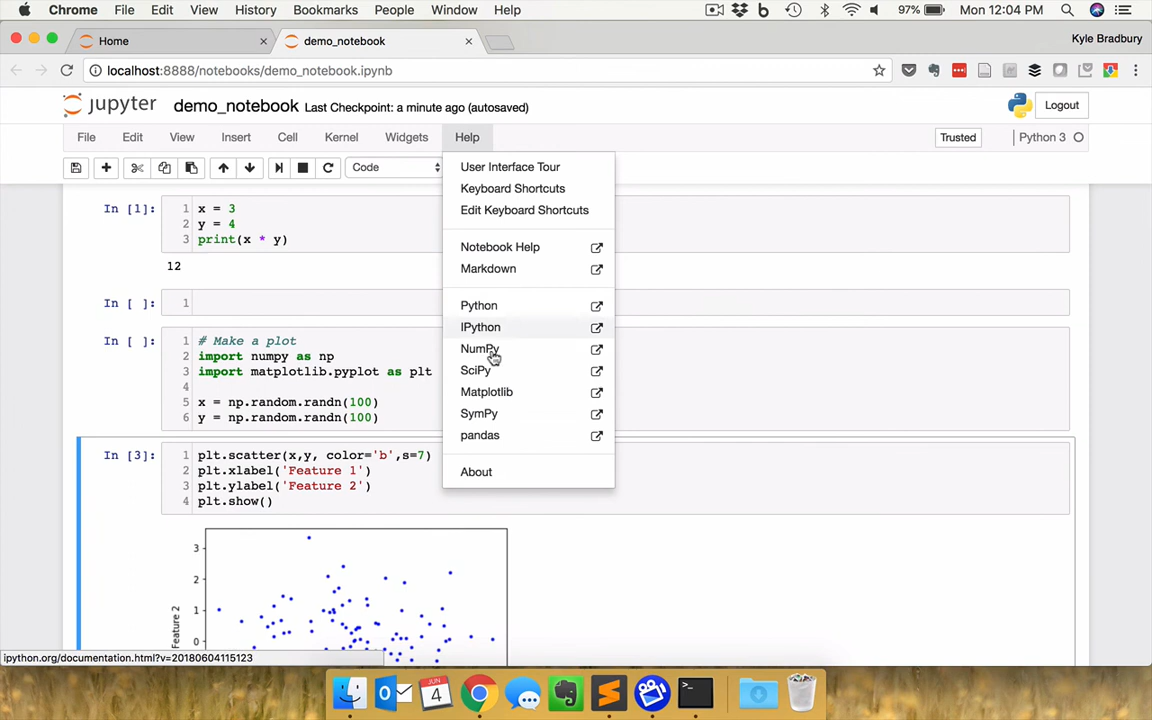 Chrome File Edit View History Bookmarks People Window Help 97% Mon 12:04 PM
Home demo_notebook Kyle Bradbury
localhost:8888/notebooks/demo_notebook.ipynb
jupyter demo_notebook Last Checkpoint: a minute ago (autosaved) Logout
File Edit View Insert Cell Kernel Widgets Help Trusted Python 3
Code
User Interface Tour
Keyboard Shortcuts
Edit Keyboard Shortcuts
Notebook Help
Markdown
Python
IPython
NumPy
SciPy
Matplotlib
SymPy
pandas
About
In [1]: 1 x = 3
2 y = 4
3 print(x * y)
12
In [ ]: 1
In [ ]: 1 # Make a plot
2 import numpy as np
3 import matplotlib.pyplot as plt
4
5 x = np.random.randn(100)
6 y = np.random.randn(100)
In [3]: 1 plt.scatter(x,y, color='b',s=7)
2 plt.xlabel('Feature 1')
3 plt.ylabel('Feature 2')
4 plt.show()
3
2
1
0
Feature 2
ipython.org/documentation.html?v=20180604115123
JUN
4